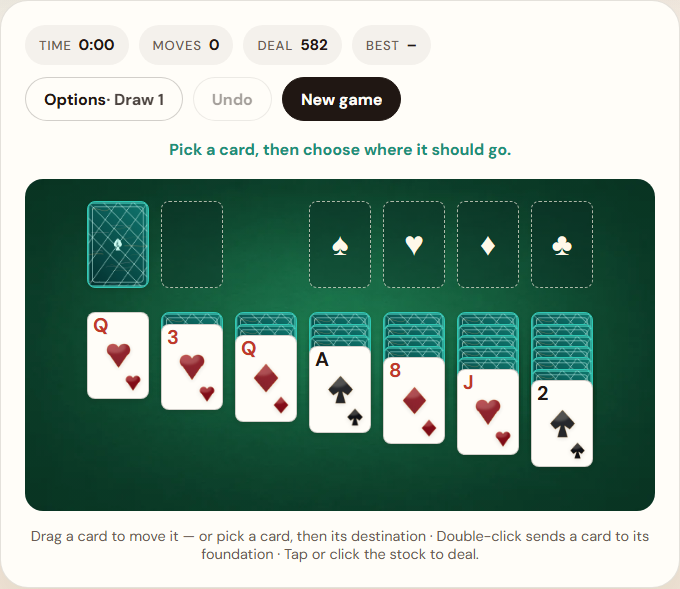 TIME 0:00 MOVES 0 DEAL 582 BEST –
Options· Draw 1 Undo New game
Pick a card, then choose where it should go.
Q 3 Q A 8 J 2
Drag a card to move it — or pick a card, then its destination · Double-click sends a card to its
foundation · Tap or click the stock to deal.